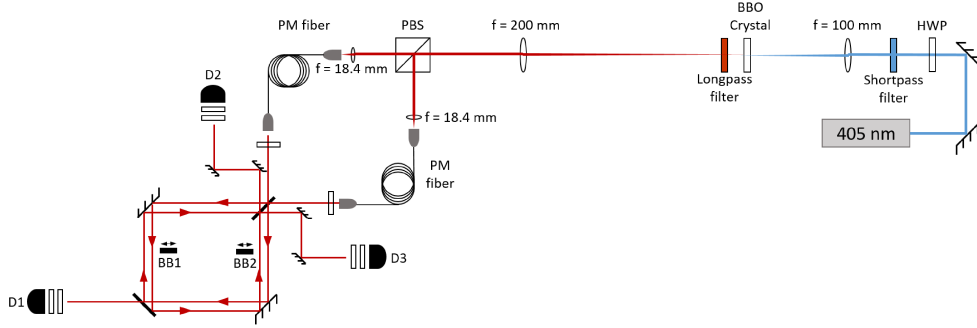 PM fiber
PBS
f = 200 mm
BBO
Crystal
f = 100 mm
HWP
f = 18.4 mm
D2
Longpass
filter
Shortpass
filter
f = 18.4 mm
405 nm
PM
fiber
BB1
BB2
D3
D1